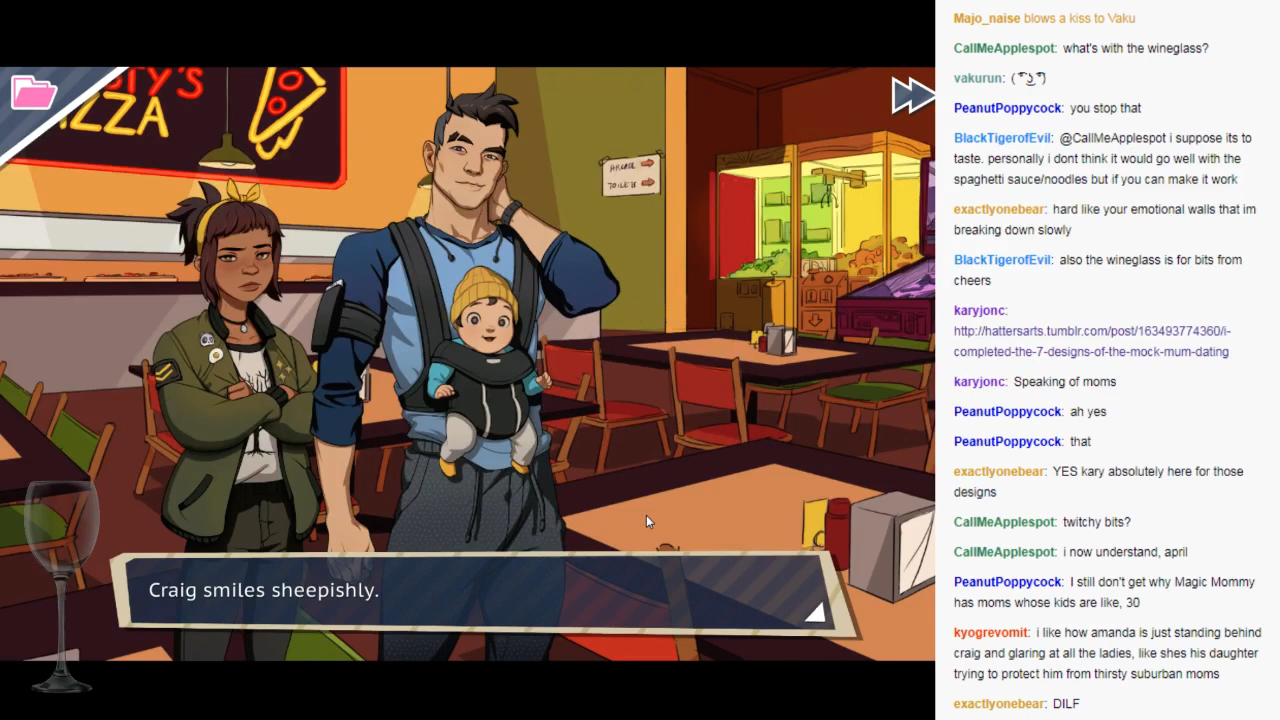 STY'S
IZZA
ARCADE
TOILETS
Craig smiles sheepishly.
Majo_naise blows a kiss to Vaku
CallMeApplespot: what's with the wineglass?
vakurun: ( ͡° ͜ʖ ͡°)
PeanutPoppycock: you stop that
BlackTigerofEvil: @CallMeApplespot i suppose its to
taste. personally i dont think it would go well with the
spaghetti sauce/noodles but if you can make it work
exactlyonebear: hard like your emotional walls that im
breaking down slowly
BlackTigerofEvil: also the wineglass is for bits from
cheers
karyjonc:
http://hattersarts.tumblr.com/post/163493774360/i-
completed-the-7-designs-of-the-mock-mum-dating
karyjonc: Speaking of moms
PeanutPoppycock: ah yes
PeanutPoppycock: that
exactlyonebear: YES kary absolutely here for those
designs
CallMeApplespot: twitchy bits?
CallMeApplespot: i now understand, april
PeanutPoppycock: I still don't get why Magic Mommy
has moms whose kids are like, 30
kyogrevomit: i like how amanda is just standing behind
craig and glaring at all the ladies, like shes his daughter
trying to protect him from thirsty suburban moms
exactlyonebear: DILF